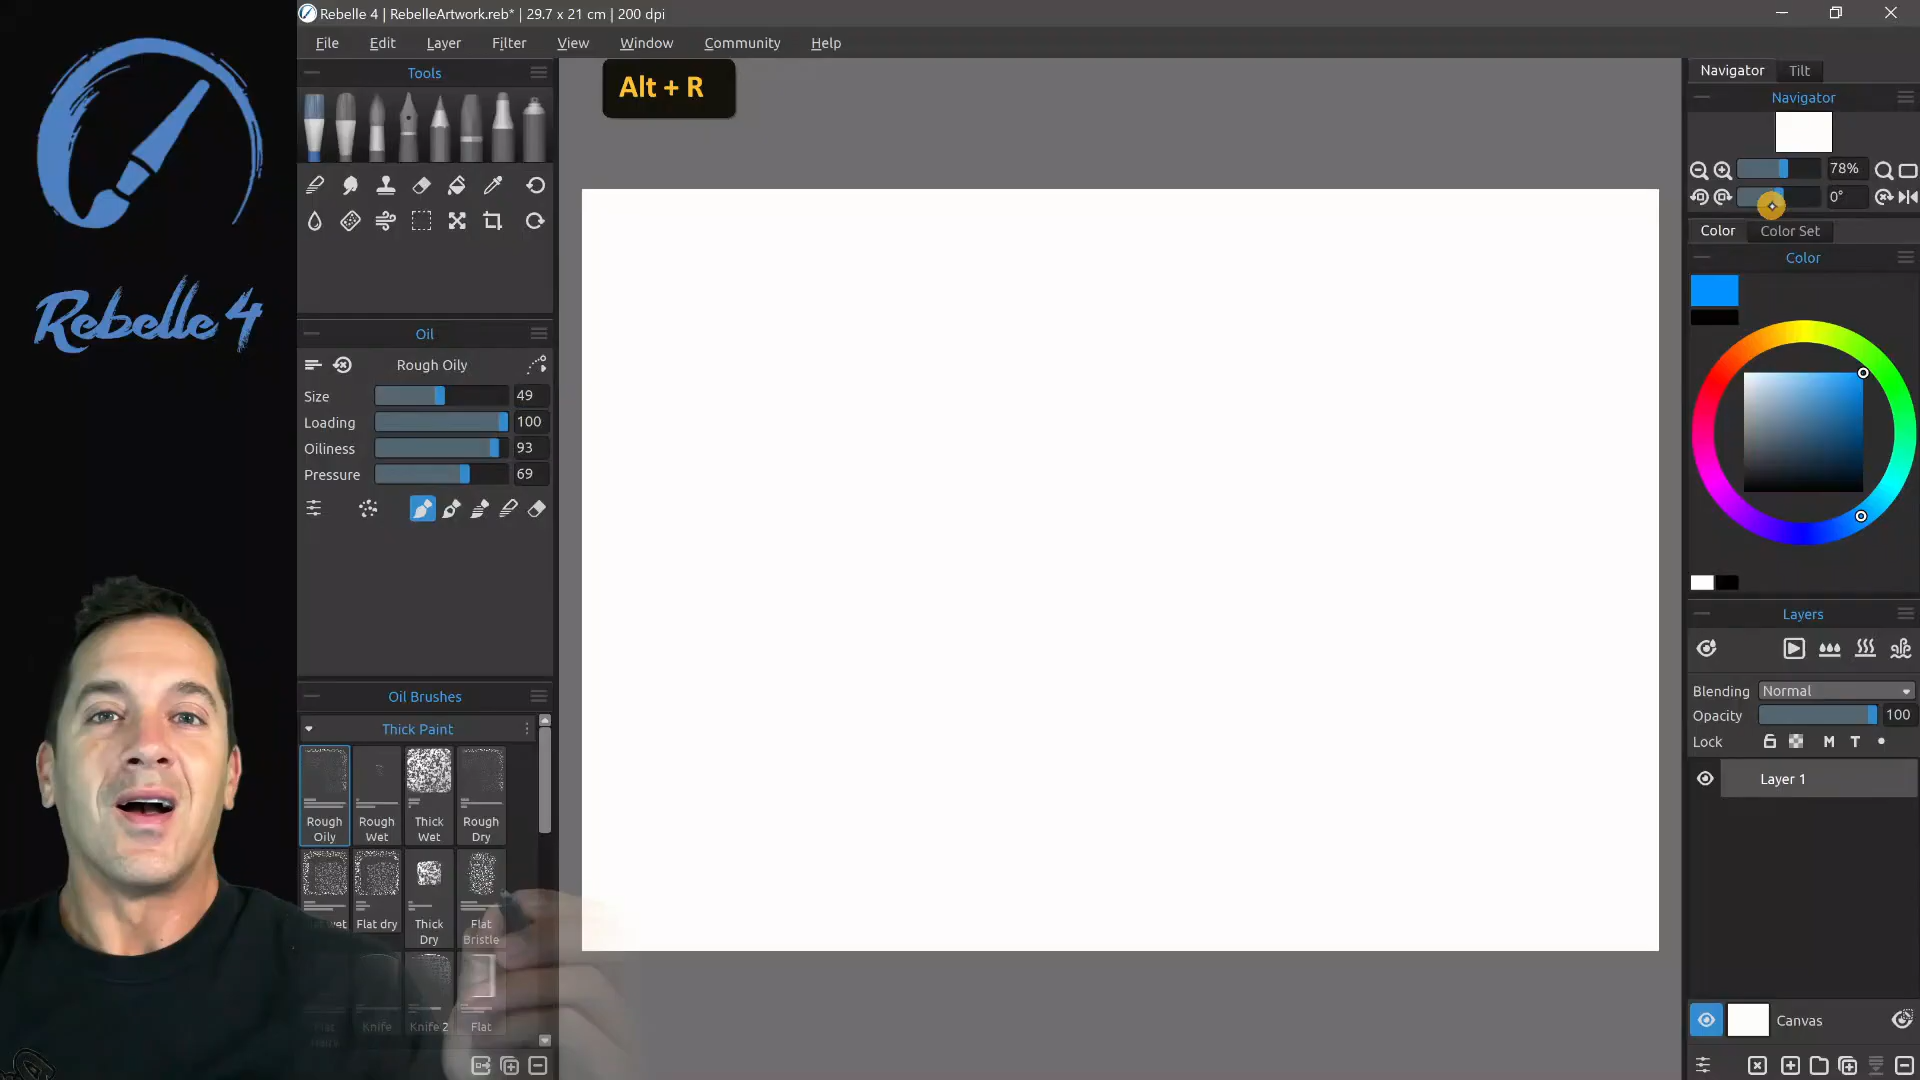 Rebelle 4 | RebelleArtwork.reb* | 29.7 x 21 cm | 200 dpi
File Edit Layer Filter View Window Community Help
Rebelle 4
Tools
Alt + R
Oil
Rough Oily
Size 49
Loading 100
Oiliness 93
Pressure 69
Oil Brushes
Thick Paint
Rough Oily
Rough Wet
Thick Wet
Rough Dry
Flat dry
Thick Dry
Flat Bristle
Flat
Knife
Knife 2
Flat
Navigator Tilt
Navigator
78%
0°
Color Color Set
Color
Layers
Blending Normal
Opacity 100
Lock M T
Layer 1
Canvas